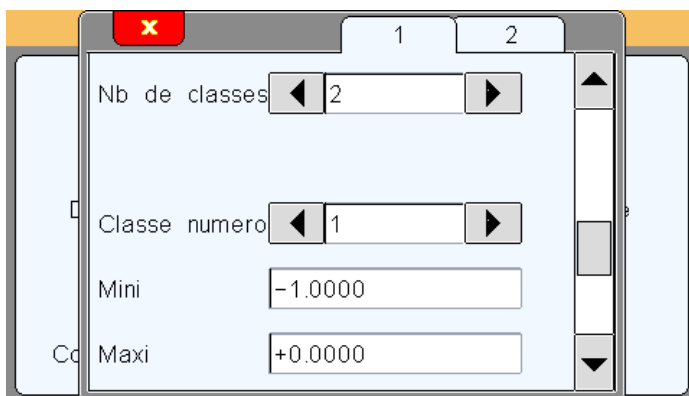 x
1 2
Nb de classes 2
Classe numero 1
Mini -1.0000
Maxi +0.0000